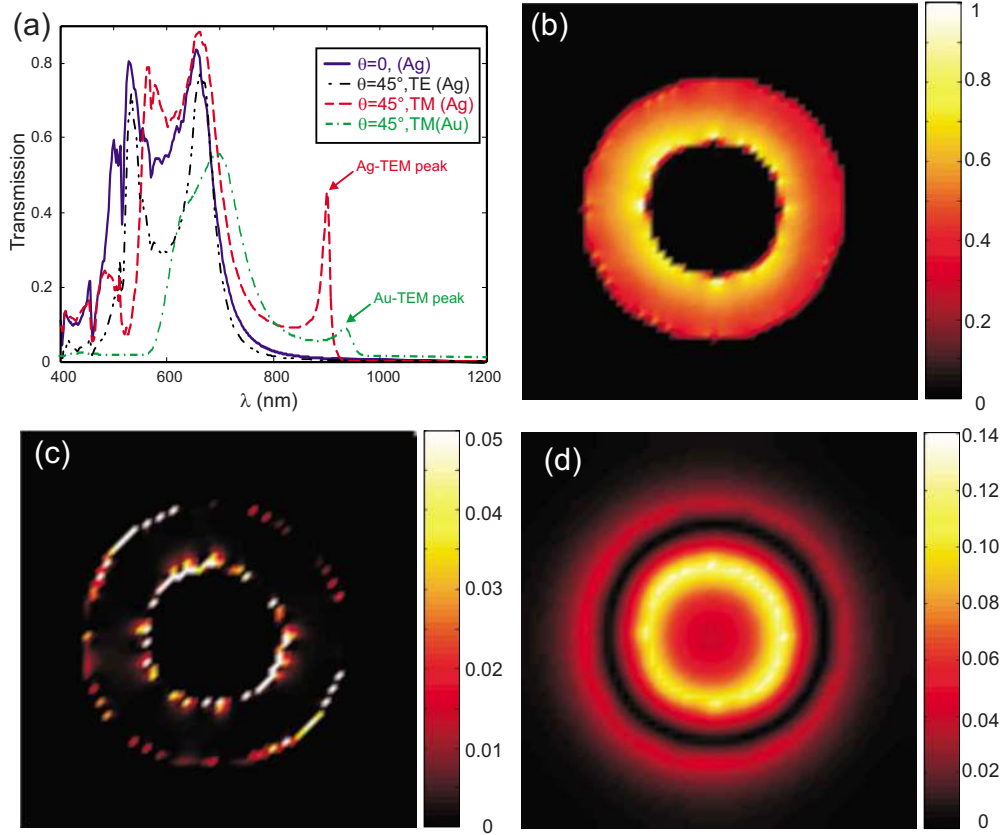 (a)
0.8
0.6
0.4
0.2
0
Transmission
400
600
800
1000
1200
λ (nm)
θ=0, (Ag)
θ=45°,TE (Ag)
θ=45°,TM (Ag)
θ=45°,TM(Au)
Ag-TEM peak
Au-TEM peak
(b)
1
0.8
0.6
0.4
0.2
0
(c)
0.05
0.04
0.03
0.02
0.01
0
(d)
0.14
0.12
0.10
0.08
0.06
0.04
0.02
0